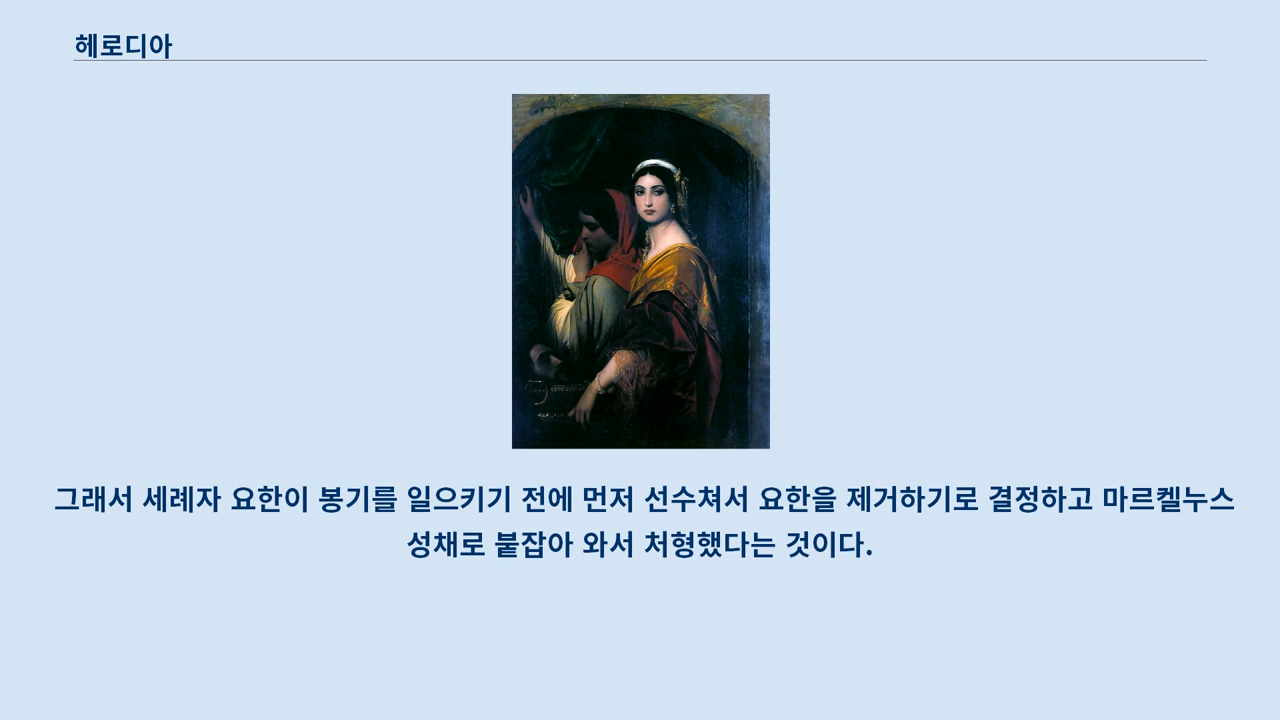 헤로디아
그래서 세례자 요한이 봉기를 일으키기 전에 먼저 선수쳐서 요한을 제거하기로 결정하고 마르켈누스
성채로 붙잡아 와서 처형했다는 것이다.